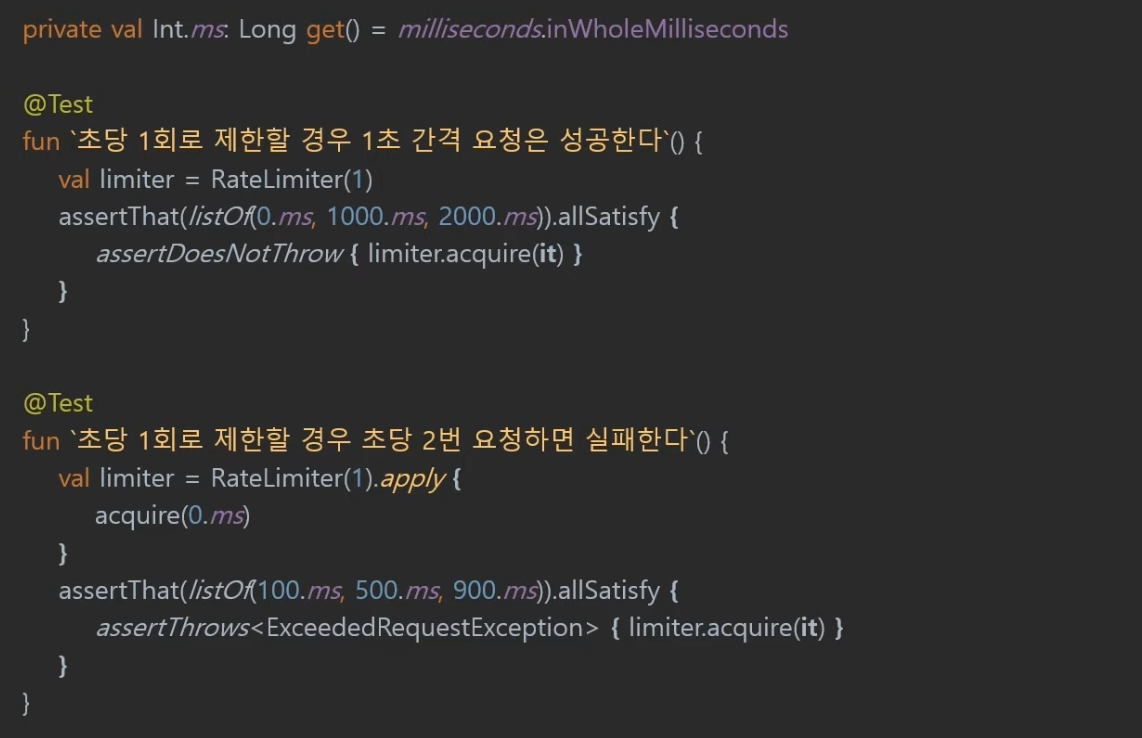 private val Int.ms: Long get() = milliseconds.inWholeMilliseconds
@Test
fun `초당 1회로 제한할 경우 1초 간격 요청은 성공한다`() {
val limiter = RateLimiter(1)
assertThat(listOf(0.ms, 1000.ms, 2000.ms)).allSatisfy {
assertDoesNotThrow { limiter.acquire(it) }
}
}
@Test
fun `초당 1회로 제한할 경우 초당 2번 요청하면 실패한다`() {
val limiter = RateLimiter(1).apply {
acquire(0.ms)
}
assertThat(listOf(100.ms, 500.ms, 900.ms)).allSatisfy {
assertThrows<ExceededRequestException> { limiter.acquire(it) }
}
}